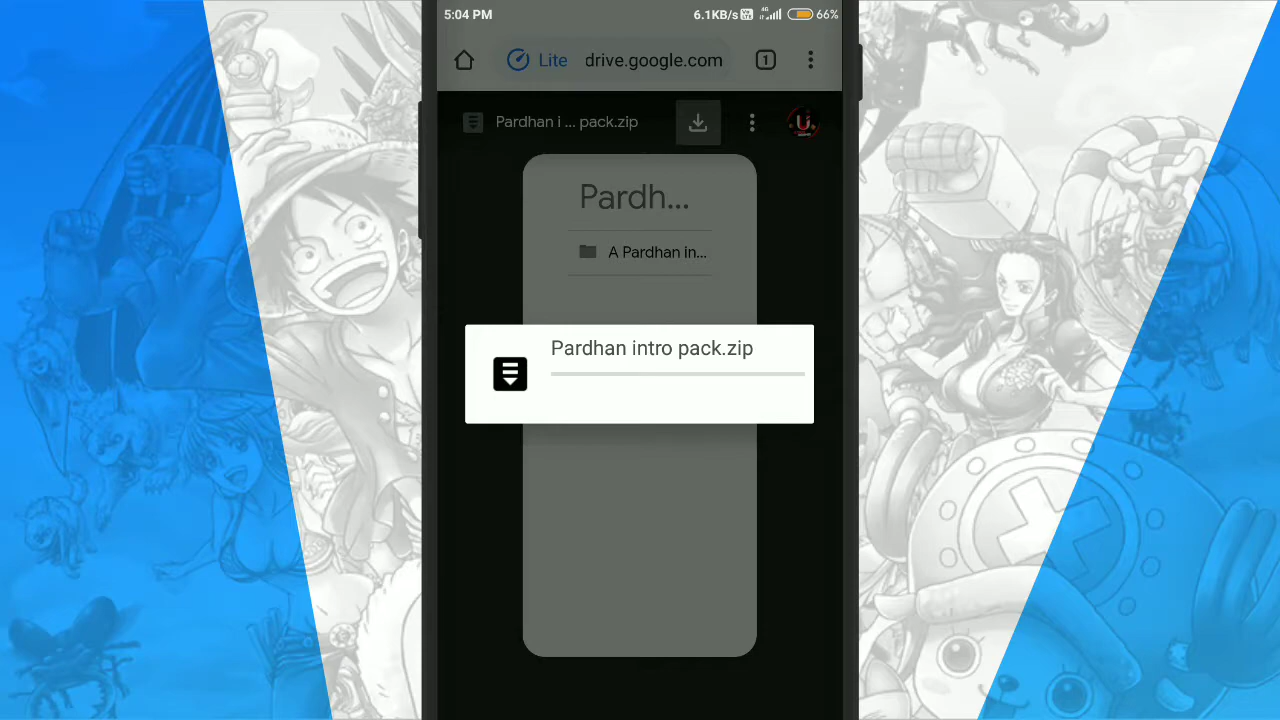 5:04 PM
6.1KB/s
4G
66%
Lite
drive.google.com
1
Pardhan i ... pack.zip
U
Pardh...
A Pardhan in...
Pardhan intro pack.zip